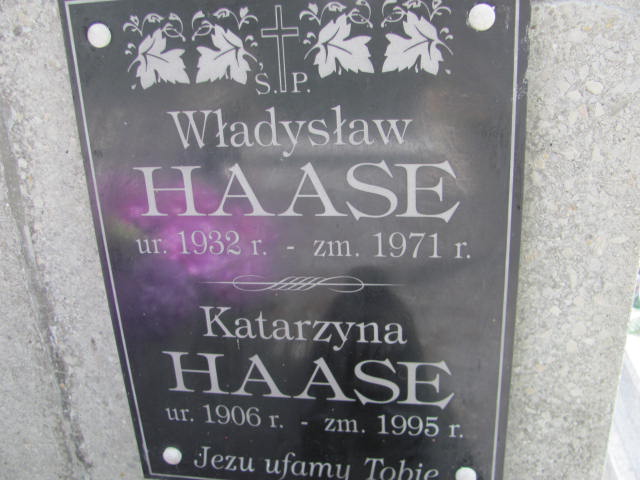 Ś. P.
Władysław
HAASE
ur. 1932 r. - zm. 1971 r.
Katarzyna
HAASE
ur. 1906 r. - zm. 1995 r.
Jezu ufamy Tobie